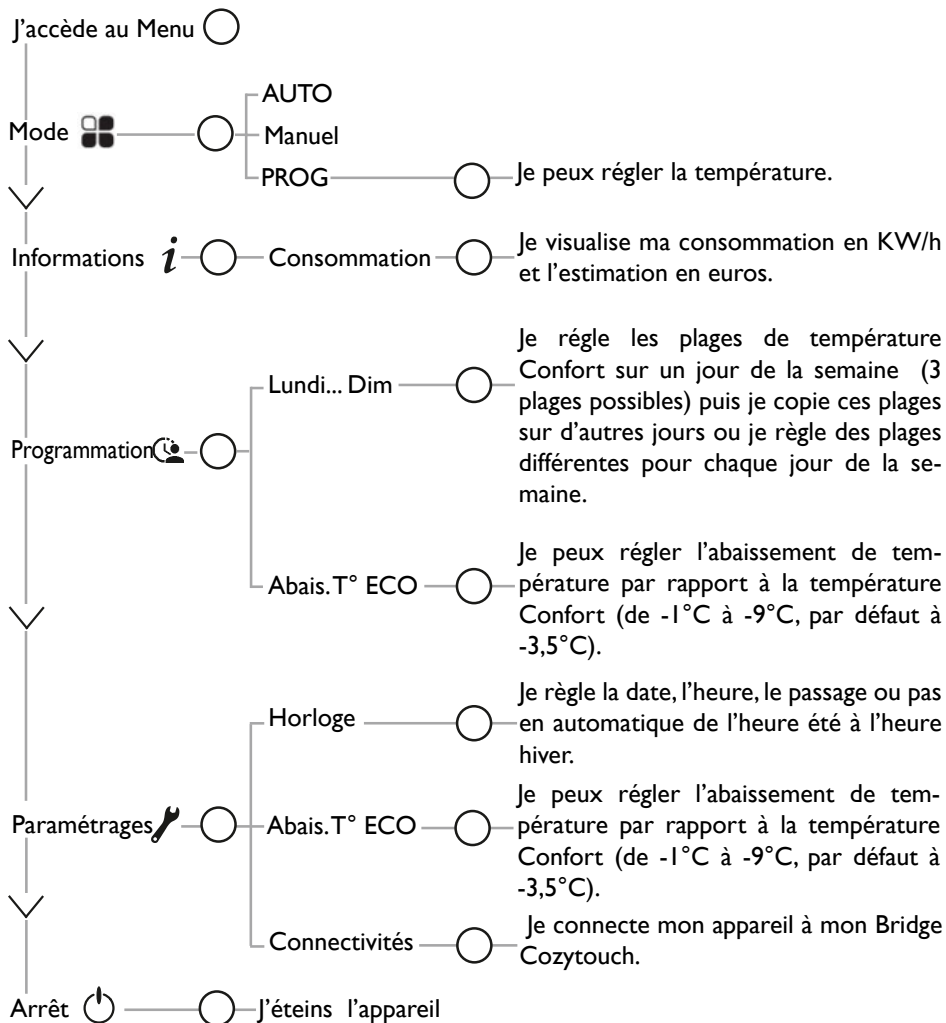 J'accède au Menu
Mode
AUTO
Manuel
PROG
Je peux régler la température.
Informations i
Consommation
Je visualise ma consommation en KW/h
et l'estimation en euros.
Programmation
Lundi... Dim
Je régle les plages de température
Confort sur un jour de la semaine (3
plages possibles) puis je copie ces plages
sur d'autres jours ou je règle des plages
différentes pour chaque jour de la se-
maine.
Abais.T° ECO
Je peux régler l'abaissement de tem-
pérature par rapport à la température
Confort (de -1°C à -9°C, par défaut à
-3,5°C).
Paramétrages
Horloge
Je règle la date, l'heure, le passage ou pas
en automatique de l'heure été à l'heure
hiver.
Abais.T° ECO
Je peux régler l'abaissement de tem-
pérature par rapport à la température
Confort (de -1°C à -9°C, par défaut à
-3,5°C).
Connectivités
Je connecte mon appareil à mon Bridge
Cozytouch.
Arrêt
J'éteins l'appareil